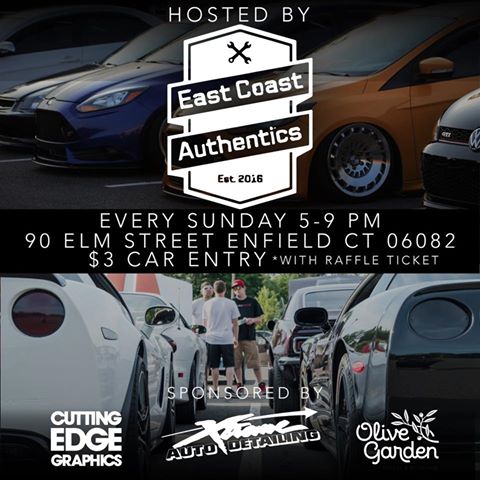 HOSTED BY
East Coast
Authentics
Est. 2016
EVERY SUNDAY 5-9 PM
90 ELM STREET ENFIELD CT 06082
$3 CAR ENTRY *WITH RAFFLE TICKET
SPONSORED BY
CUTTING
EDGE
GRAPHICS
Xtreme
AUTO DETAILING
Olive
Garden